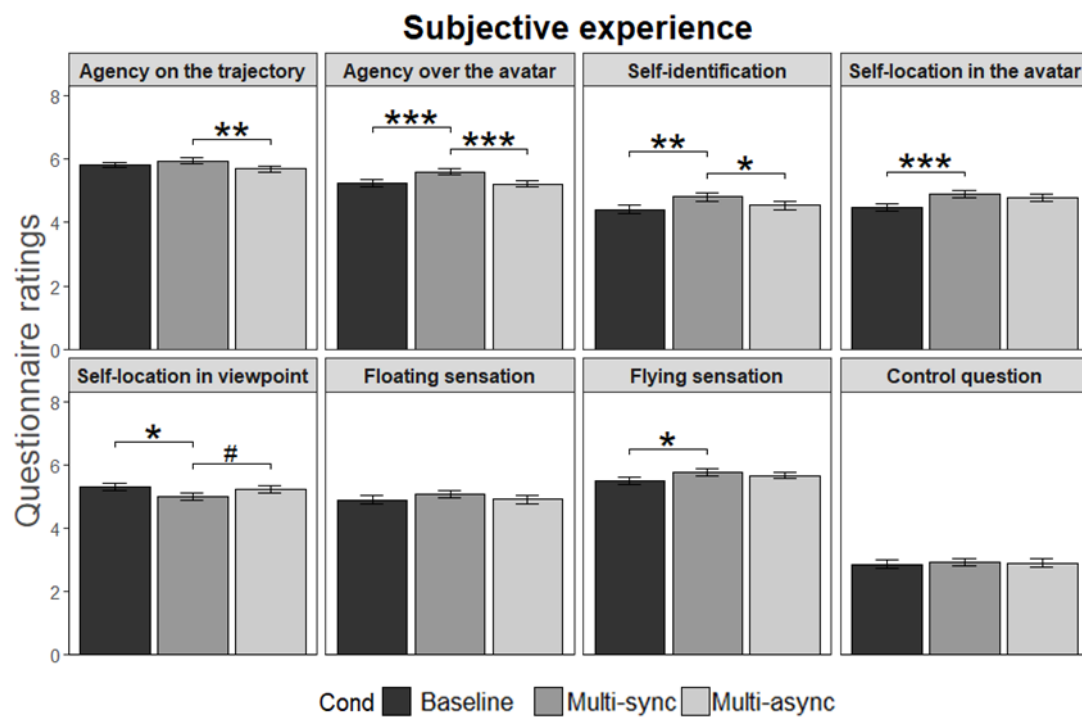 Subjective experience
Agency on the trajectory
Agency over the avatar
Self-identification
Self-location in the avatar
8
6
4
2
0
**
***
***
**
*
***
Self-location in viewpoint
Floating sensation
Flying sensation
Control question
8
6
4
2
0
*
#
*
Questionnaire ratings
Cond Baseline Multi-sync Multi-async